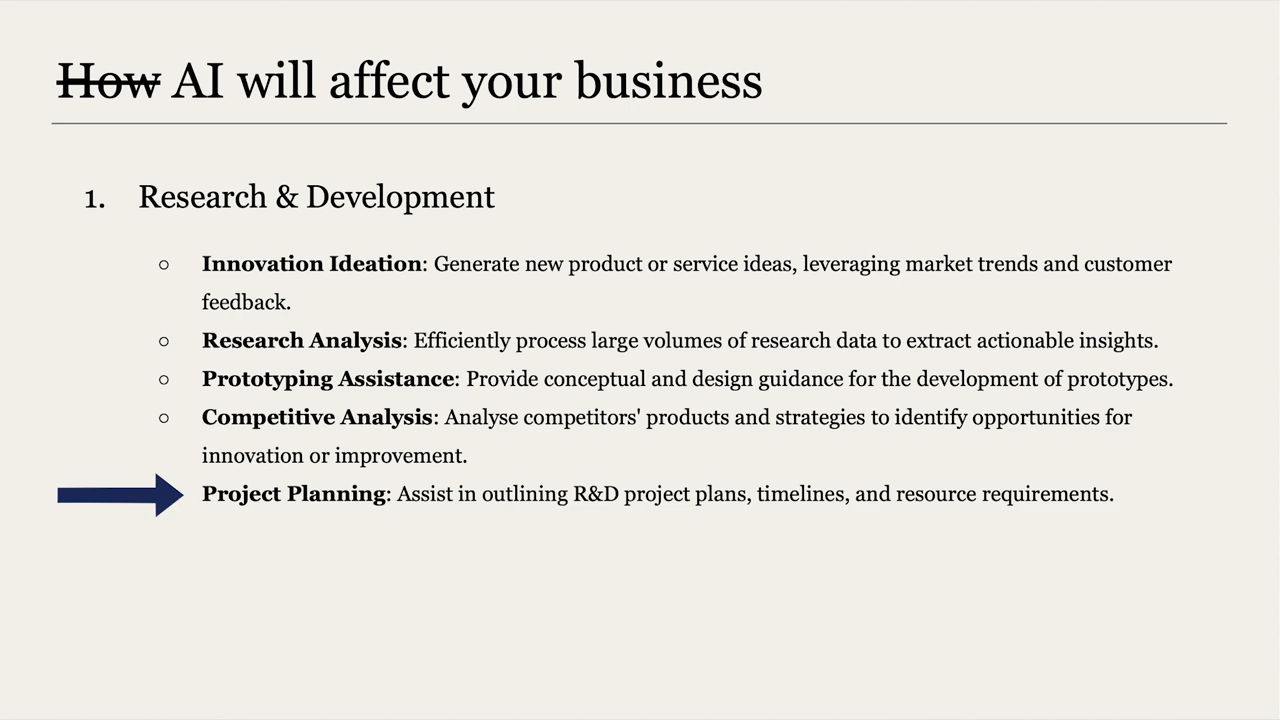 How AI will affect your business
1. Research & Development
○ Innovation Ideation: Generate new product or service ideas, leveraging market trends and customer
feedback.
○ Research Analysis: Efficiently process large volumes of research data to extract actionable insights.
○ Prototyping Assistance: Provide conceptual and design guidance for the development of prototypes.
○ Competitive Analysis: Analyse competitors' products and strategies to identify opportunities for
innovation or improvement.
Project Planning: Assist in outlining R&D project plans, timelines, and resource requirements.